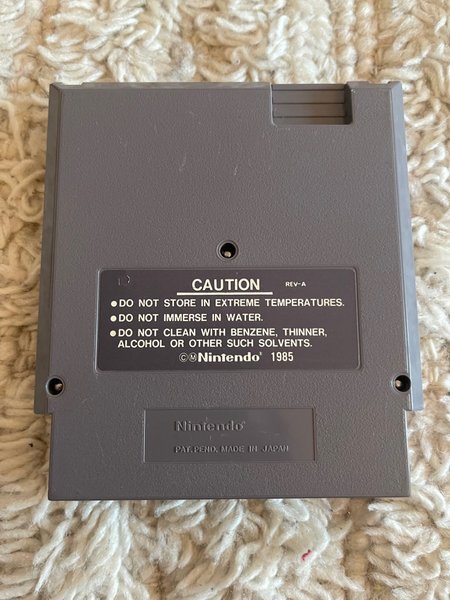 CAUTION REV-A
●DO NOT STORE IN EXTREME TEMPERATURES.
●DO NOT IMMERSE IN WATER.
●DO NOT CLEAN WITH BENZENE, THINNER,
ALCOHOL OR OTHER SUCH SOLVENTS.
©ⓂNintendo® 1985
Nintendo®
PAT. PEND. MADE IN JAPAN